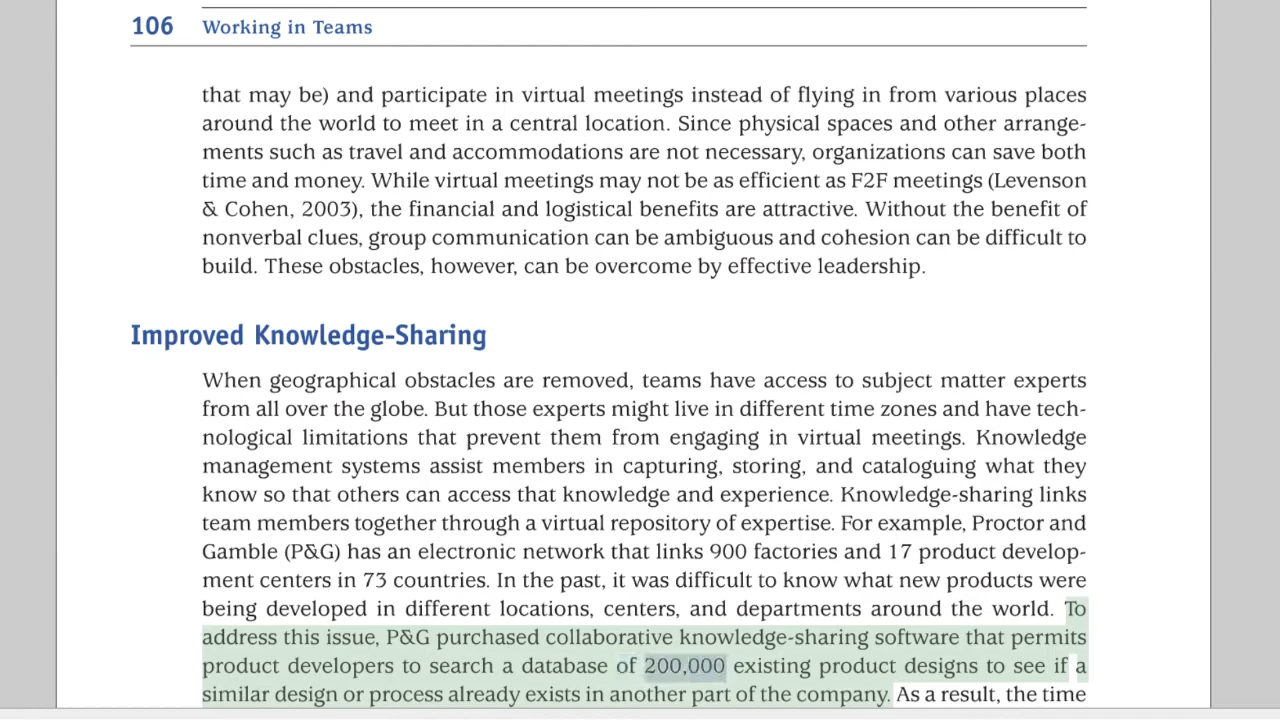 106 Working in Teams
that may be) and participate in virtual meetings instead of flying in from various places
around the world to meet in a central location. Since physical spaces and other arrange-
ments such as travel and accommodations are not necessary, organizations can save both
time and money. While virtual meetings may not be as efficient as F2F meetings (Levenson
& Cohen, 2003), the financial and logistical benefits are attractive. Without the benefit of
nonverbal clues, group communication can be ambiguous and cohesion can be difficult to
build. These obstacles, however, can be overcome by effective leadership.
Improved Knowledge-Sharing
When geographical obstacles are removed, teams have access to subject matter experts
from all over the globe. But those experts might live in different time zones and have tech-
nological limitations that prevent them from engaging in virtual meetings. Knowledge
management systems assist members in capturing, storing, and cataloguing what they
know so that others can access that knowledge and experience. Knowledge-sharing links
team members together through a virtual repository of expertise. For example, Proctor and
Gamble (P&G) has an electronic network that links 900 factories and 17 product develop-
ment centers in 73 countries. In the past, it was difficult to know what new products were
being developed in different locations, centers, and departments around the world. To
address this issue, P&G purchased collaborative knowledge-sharing software that permits
product developers to search a database of 200,000 existing product designs to see if a
similar design or process already exists in another part of the company. As a result, the time